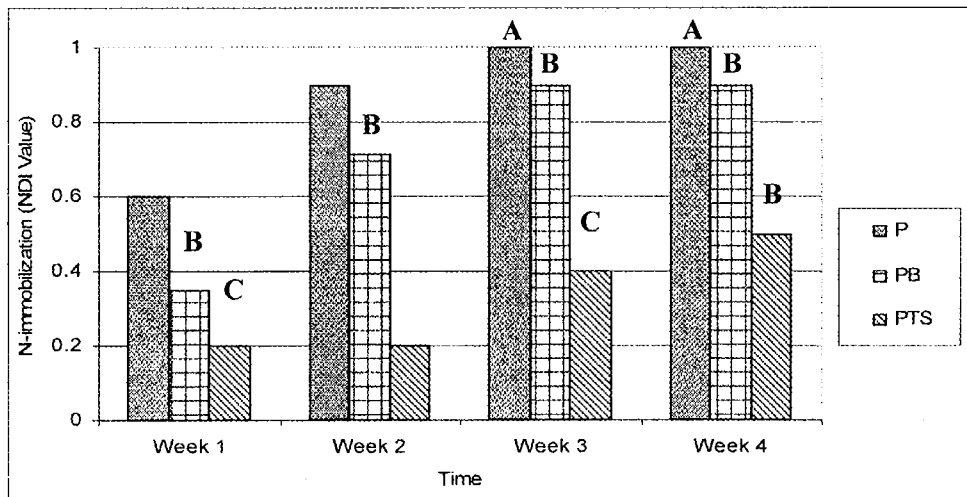 N-immobilization (NDI Value)
1
0.8
0.6
0.4
0.2
0
B
C
B
A
B
C
A
B
B
Week 1
Week 2
Week 3
Week 4
Time
P
PB
PTS